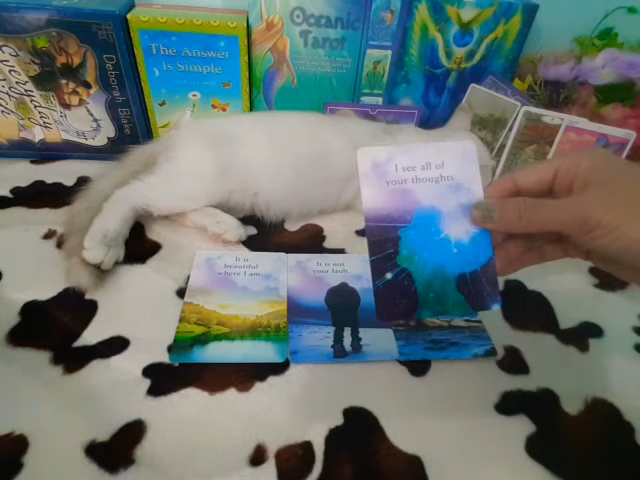 Deborah Blake
Everyday
The Answer
Is Simple
Oceanic
Tarot
I see all of
your thoughts
It is
beautiful
where I am.
It is not
your fault.